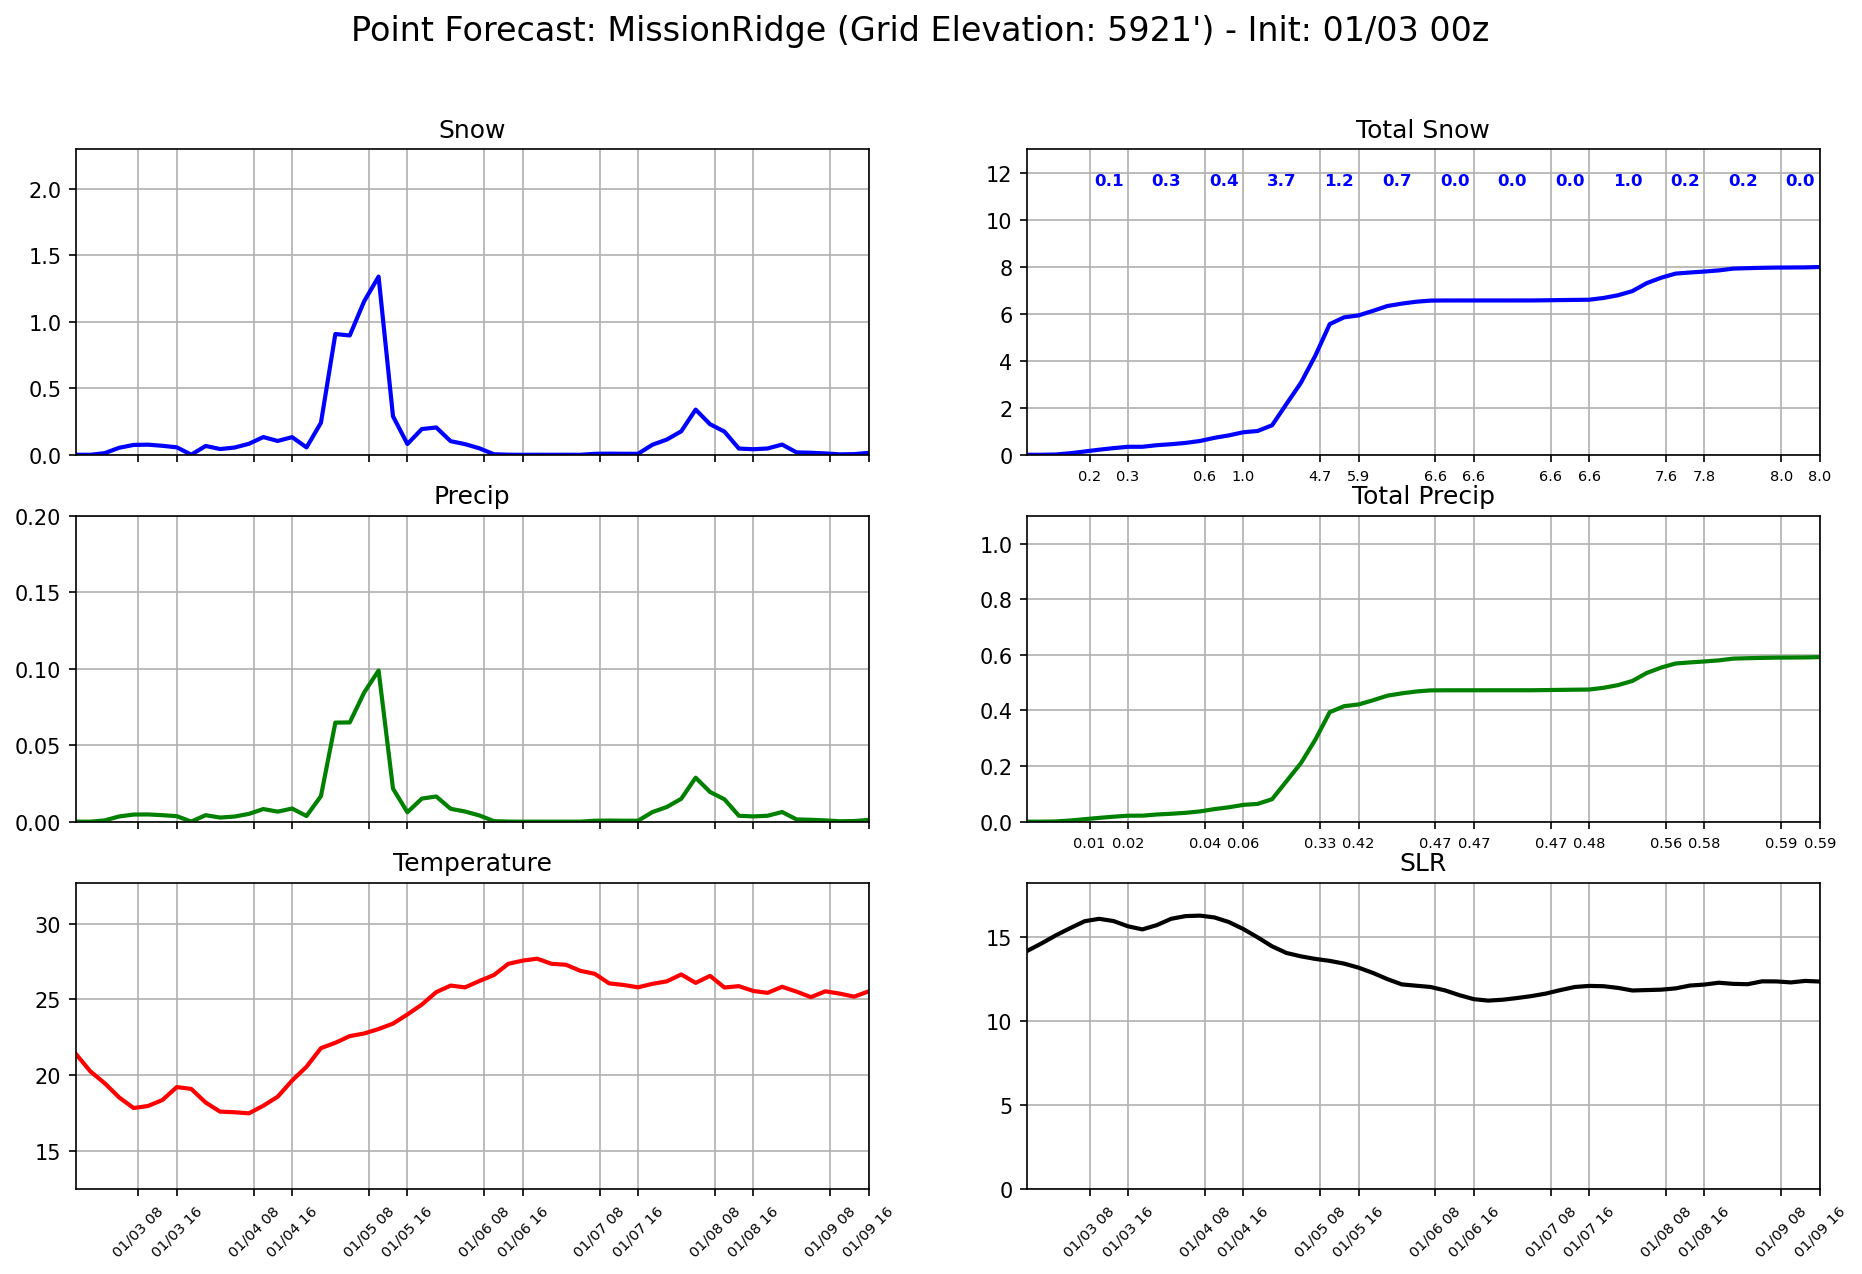 Point Forecast: MissionRidge (Grid Elevation: 5921') - Init: 01/03 00z
Snow
2.0
1.5
1.0
0.5
0.0
Total Snow
12
10
8
6
4
2
0
0.1 0.3 0.4 3.7 1.2 0.7 0.0 0.0 0.0 1.0 0.2 0.2 0.0
0.2 0.3 0.6 1.0 4.7 5.9 6.6 6.6 6.6 6.6 7.6 7.8 8.0 8.0
Precip
0.20
0.15
0.10
0.05
0.00
Total Precip
1.0
0.8
0.6
0.4
0.2
0.0
0.01 0.02 0.04 0.06 0.33 0.42 0.47 0.47 0.47 0.48 0.56 0.58 0.59 0.59
Temperature
30
25
20
15
01/03 08 01/03 16 01/04 08 01/04 16 01/05 08 01/05 16 01/06 08 01/06 16 01/07 08 01/07 16 01/08 08 01/08 16 01/09 08 01/09 16
SLR
15
10
5
0
01/03 08 01/03 16 01/04 08 01/04 16 01/05 08 01/05 16 01/06 08 01/06 16 01/07 08 01/07 16 01/08 08 01/08 16 01/09 08 01/09 16